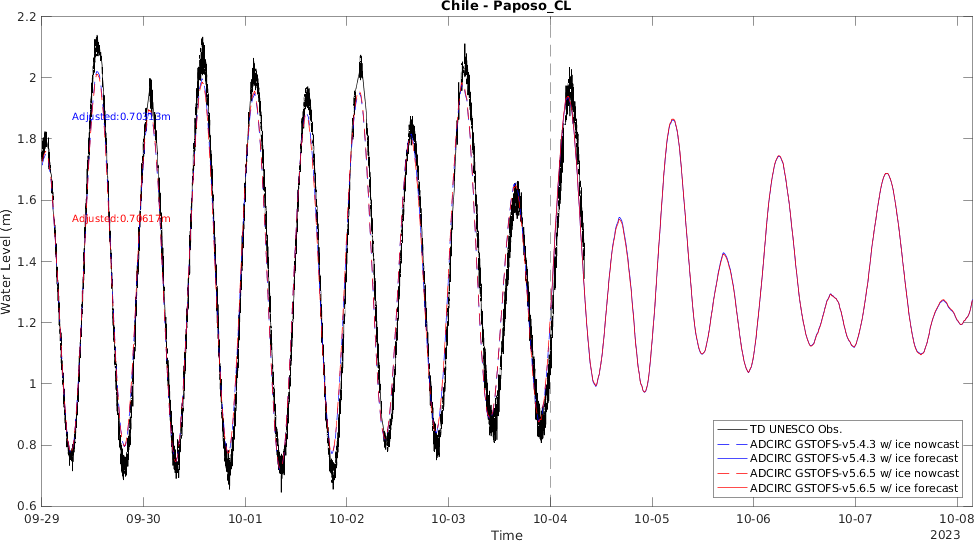 Chile - Paposo_CL
2.2
2
1.8
1.6
1.4
1.2
1
0.8
0.6
Water Level (m)
Adjusted:0.70313m
Adjusted:0.70617m
TD UNESCO Obs.
ADCIRC GSTOFS-v5.4.3 w/ ice nowcast
ADCIRC GSTOFS-v5.4.3 w/ ice forecast
ADCIRC GSTOFS-v5.6.5 w/ ice nowcast
ADCIRC GSTOFS-v5.6.5 w/ ice forecast
09-29 09-30 10-01 10-02 10-03 10-04 10-05 10-06 10-07 10-08
Time
2023